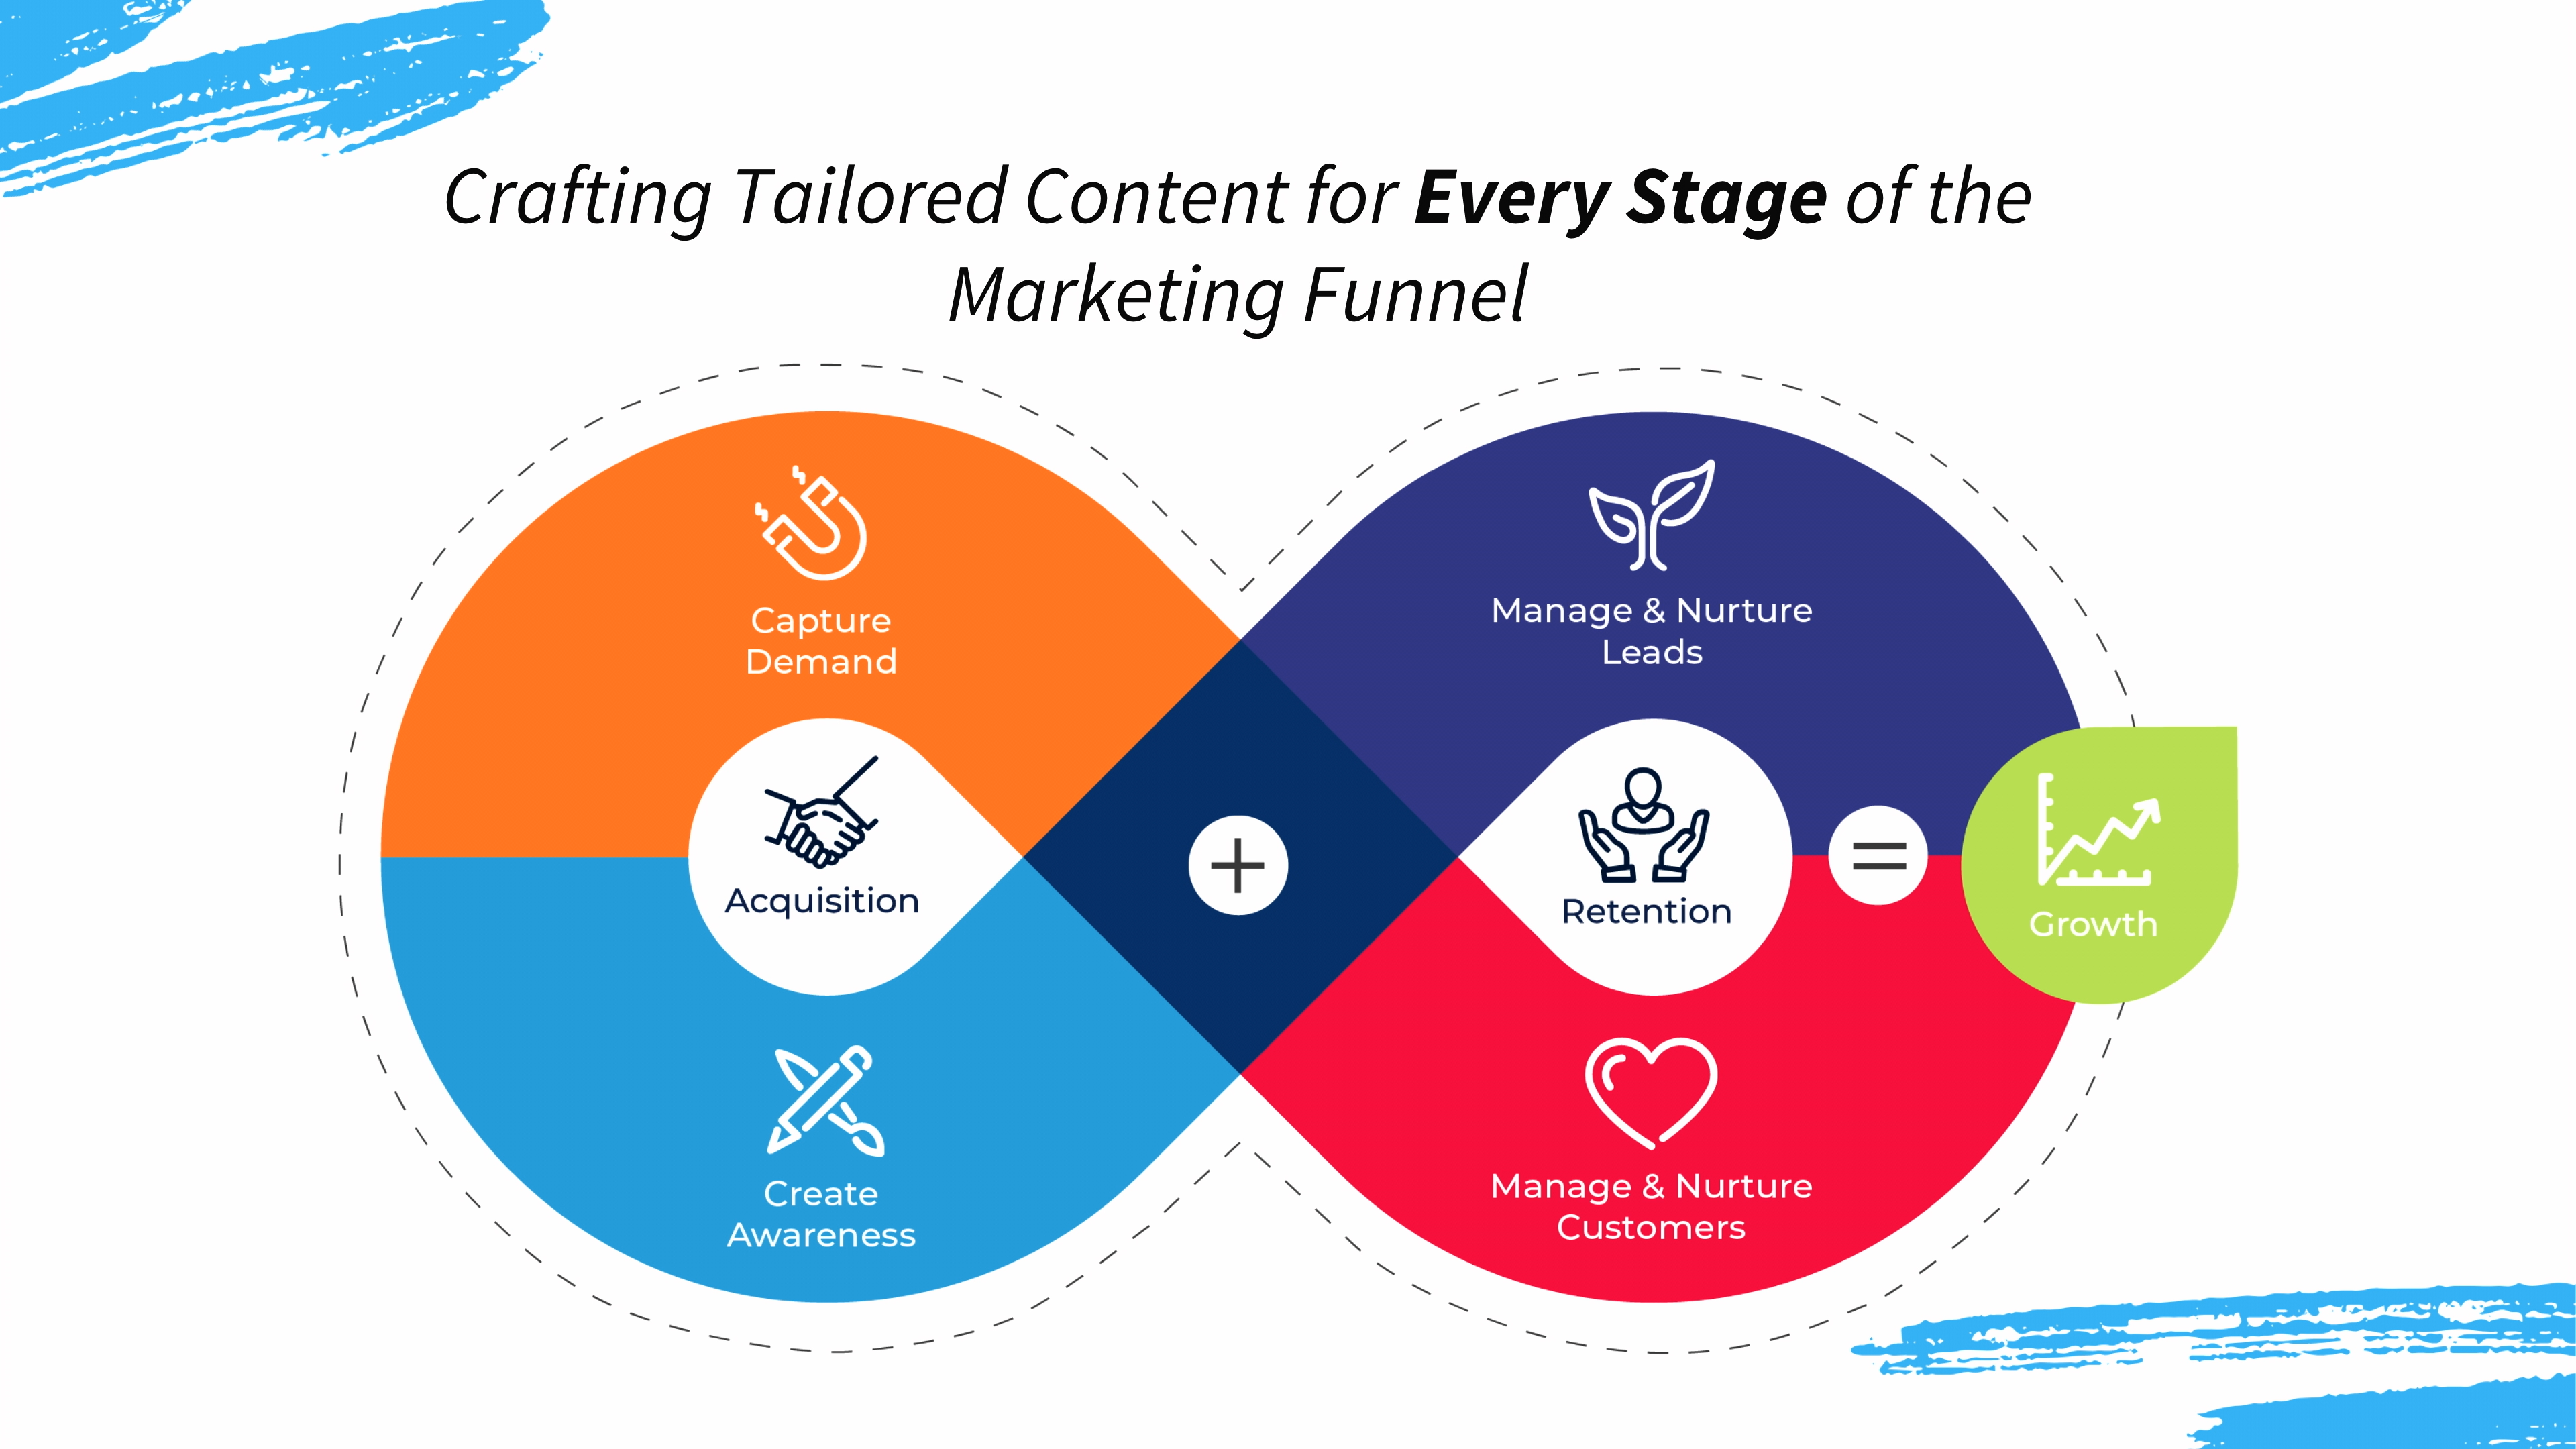 Crafting Tailored Content for Every Stage of the
Marketing Funnel
Capture
Demand
Manage & Nurture
Leads
Acquisition
+
Retention
=
Growth
Create
Awareness
Manage & Nurture
Customers